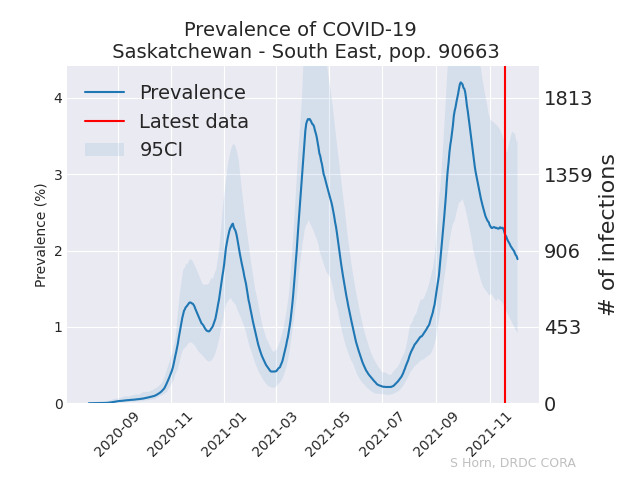 Prevalence of COVID-19
Saskatchewan - South East, pop. 90663
Prevalence
Latest data
95CI
Prevalence (%)
4
3
2
1
0
1813
1359
906
453
0
# of infections
2020-09
2020-11
2021-01
2021-03
2021-05
2021-07
2021-09
2021-11
S Horn, DRDC CORA